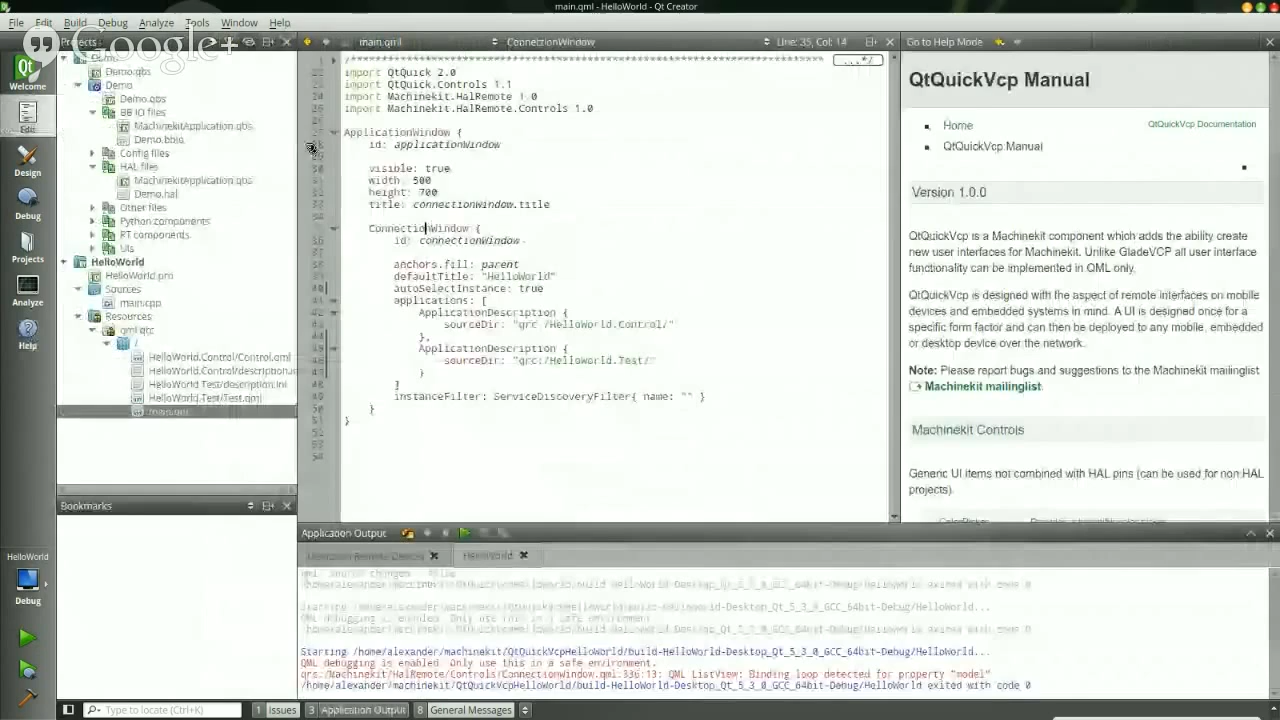 main.qml - HelloWorld - Qt Creator
File Edit Build Debug Analyze Tools Window Help
Google+
Projects
main.qml
ConnectionWindow
Line: 35, Col: 14
Go to Help Mode
Welcome
Edit
Design
Debug
Projects
Analyze
Help
HelloWorld
Debug
Demo.qbs
Demo
Demo.qbs
BB IO files
MachinekitApplication.qbs
Demo.bbio
Config files
HAL files
MachinekitApplication.qbs
Demo.hal
Other files
Python components
RT components
UIs
HelloWorld
HelloWorld.pro
Sources
main.cpp
Resources
qml.qrc
/
HelloWorld.Control/Control.qml
HelloWorld.Control/description.
HelloWorld.Test/description.ini
HelloWorld.Test/Test.qml
main.qml
Bookmarks
import QtQuick 2.0
import QtQuick.Controls 1.1
import Machinekit.HalRemote 1.0
import Machinekit.HalRemote.Controls 1.0
ApplicationWindow {
id: applicationWindow
visible: true
width: 500
height: 700
title: connectionWindow.title
ConnectionWindow {
id: connectionWindow
anchors.fill: parent
defaultTitle: "HelloWorld"
autoSelectInstance: true
applications: [
ApplicationDescription {
sourceDir: "qrc:/HelloWorld.Control/"
},
ApplicationDescription {
sourceDir: "qrc:/HelloWorld.Test/"
}
]
instanceFilter: ServiceDiscoveryFilter{ name: "" }
}
}
QtQuickVcp Manual
Home
QtQuickVcp Documentation
QtQuickVcp Manual
Version 1.0.0
QtQuickVcp is a Machinekit component which adds the ability create
new user interfaces for Machinekit. Unlike GladeVCP all user interface
functionality can be implemented in QML only.
QtQuickVcp is designed with the aspect of remote interfaces on mobile
devices and embedded systems in mind. A UI is designed once for a
specific form factor and can then be deployed to any mobile, embedded
or desktop device over the network.
Note: Please report bugs and suggestions to the Machinekit mailinglist
Machinekit mailinglist.
Machinekit Controls
Generic UI items not combined with HAL pins (can be used for non HAL
projects).
Application Output
HelloWorld
Starting /home/alexander/machinekit/QtQuickVcpHelloWorld/build-HelloWorld-Desktop_Qt_5_3_0_GCC_64bit-Debug/HelloWorld...
QML debugging is enabled. Only use this in a safe environment.
qrc:/Machinekit/HalRemote/Controls/ConnectionWindow.qml:336:13: QML ListView: Binding loop detected for property "model"
/home/alexander/machinekit/QtQuickVcpHelloWorld/build-HelloWorld-Desktop_Qt_5_3_0_GCC_64bit-Debug/HelloWorld exited with code 0
Type to locate (Ctrl+K)
1 Issues
3 Application Output
8 General Messages